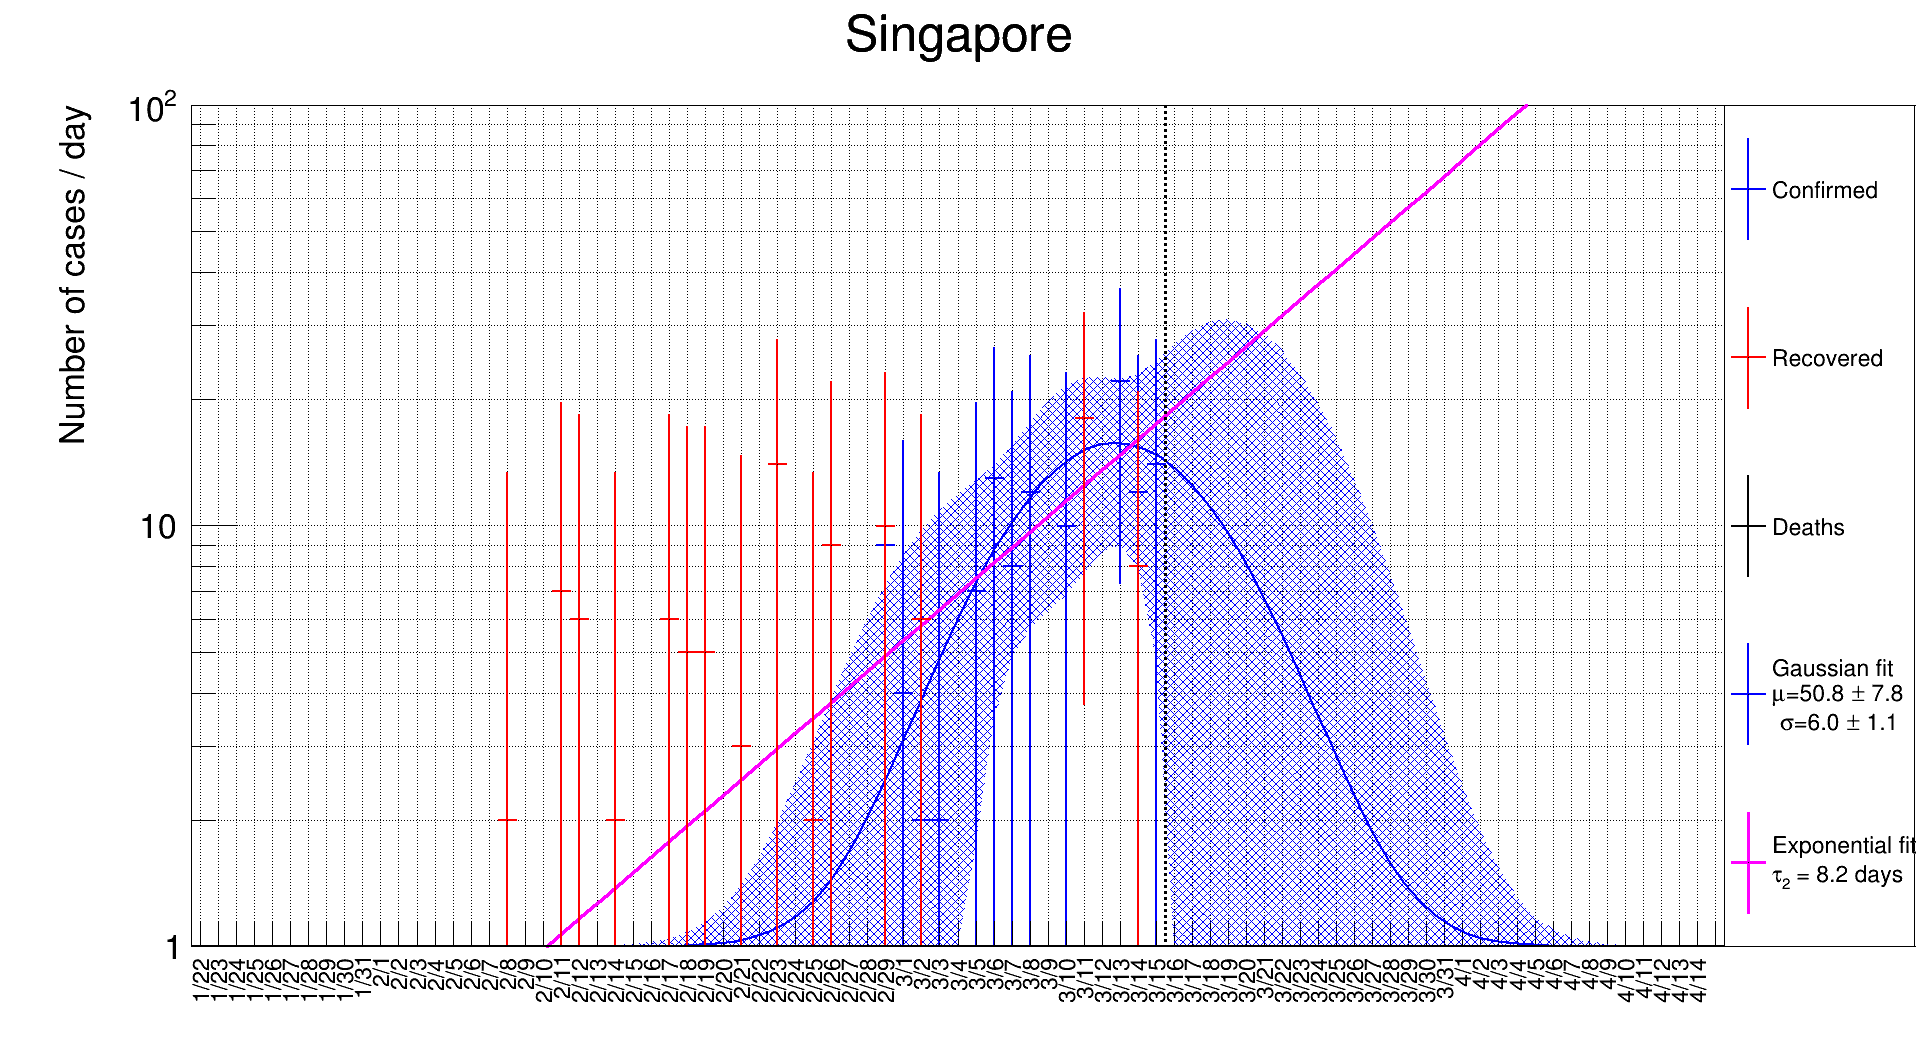 Singapore
Number of cases / day
10²
10
1
1/22 1/23 1/24 1/25 1/26 1/27 1/28 1/29 1/30 1/31 2/1 2/2 2/3 2/4 2/5 2/6 2/7 2/8 2/9 2/10 2/11 2/12 2/13 2/14 2/15 2/16 2/17 2/18 2/19 2/20 2/21 2/22 2/23 2/24 2/25 2/26 2/27 2/28 2/29 3/1 3/2 3/3 3/4 3/5 3/6 3/7 3/8 3/9 3/10 3/11 3/12 3/13 3/14 3/15 3/16 3/17 3/18 3/19 3/20 3/21 3/22 3/23 3/24 3/25 3/26 3/27 3/28 3/29 3/30 3/31 4/1 4/2 4/3 4/4 4/5 4/6 4/7 4/8 4/9 4/10 4/11 4/12 4/13 4/14
Confirmed
Recovered
Deaths
Gaussian fit
μ=50.8 ± 7.8
σ=6.0 ± 1.1
Exponential fit
τ₂ = 8.2 days